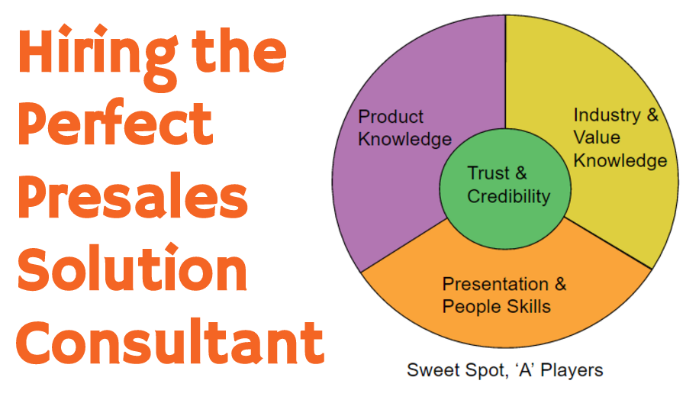 Hiring the
Perfect
Presales
Solution
Consultant
Product
Knowledge
Industry &
Value
Knowledge
Trust &
Credibility
Presentation &
People Skills
Sweet Spot, ‘A’ Players